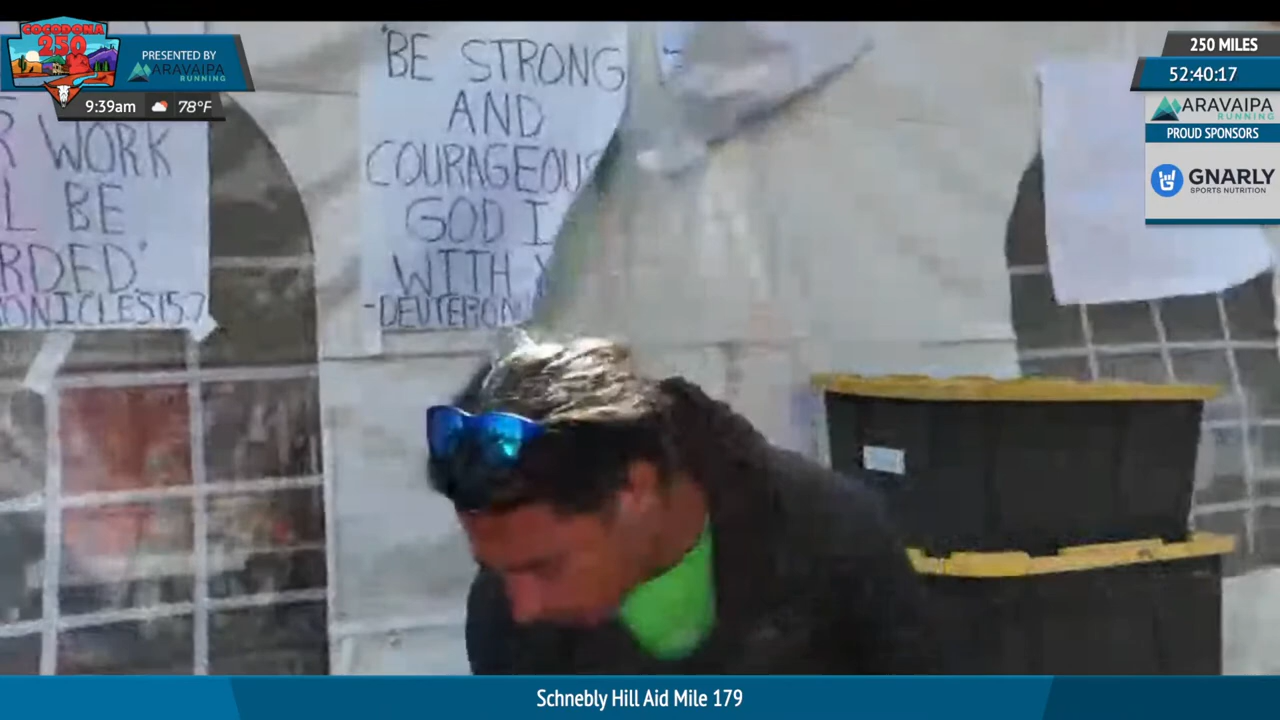 COCODONA
250
PRESENTED BY
ARAVAIPA
RUNNING
9:39am
78°F
250 MILES
52:40:17
ARAVAIPA
RUNNING
PROUD SPONSORS
GNARLY
SPORTS NUTRITION
WORK
BE
RDED'
ONICLES 15:7
'BE STRONG
AND
COURAGEOUS
GOD I
WITH
-DEUTERON
Schnebly Hill Aid Mile 179